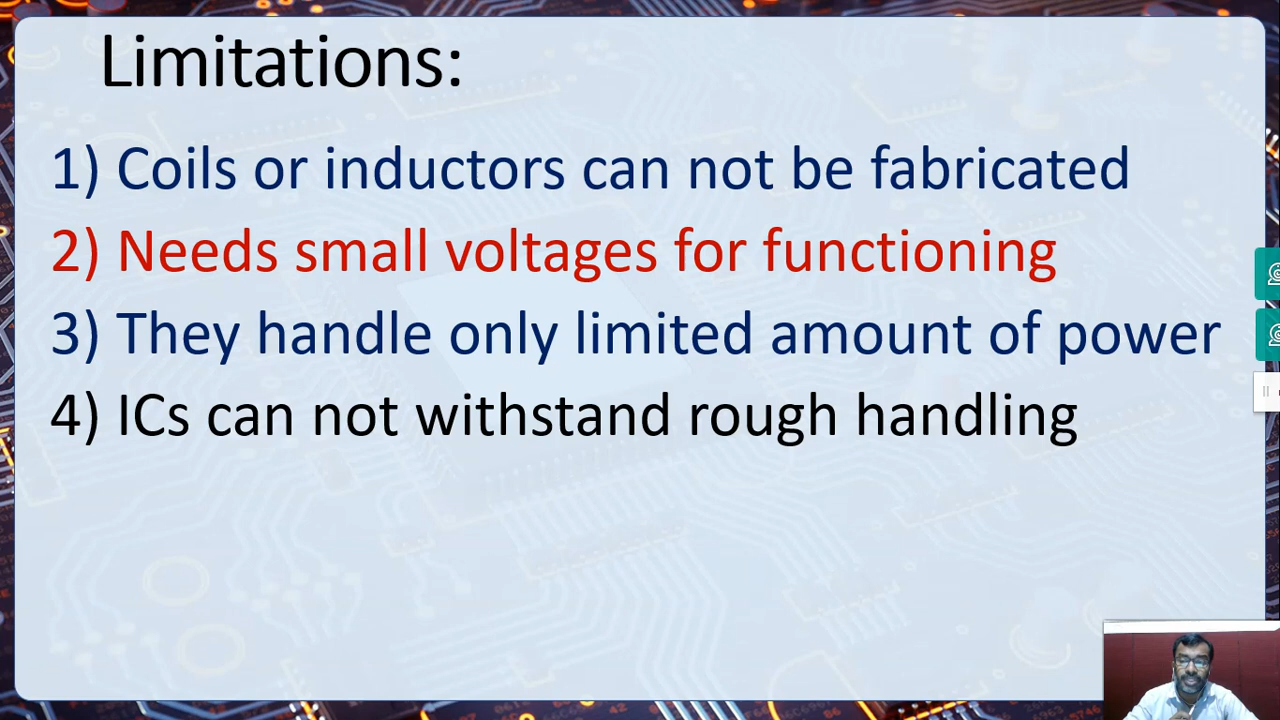 Limitations:
1) Coils or inductors can not be fabricated
2) Needs small voltages for functioning
3) They handle only limited amount of power
4) ICs can not withstand rough handling